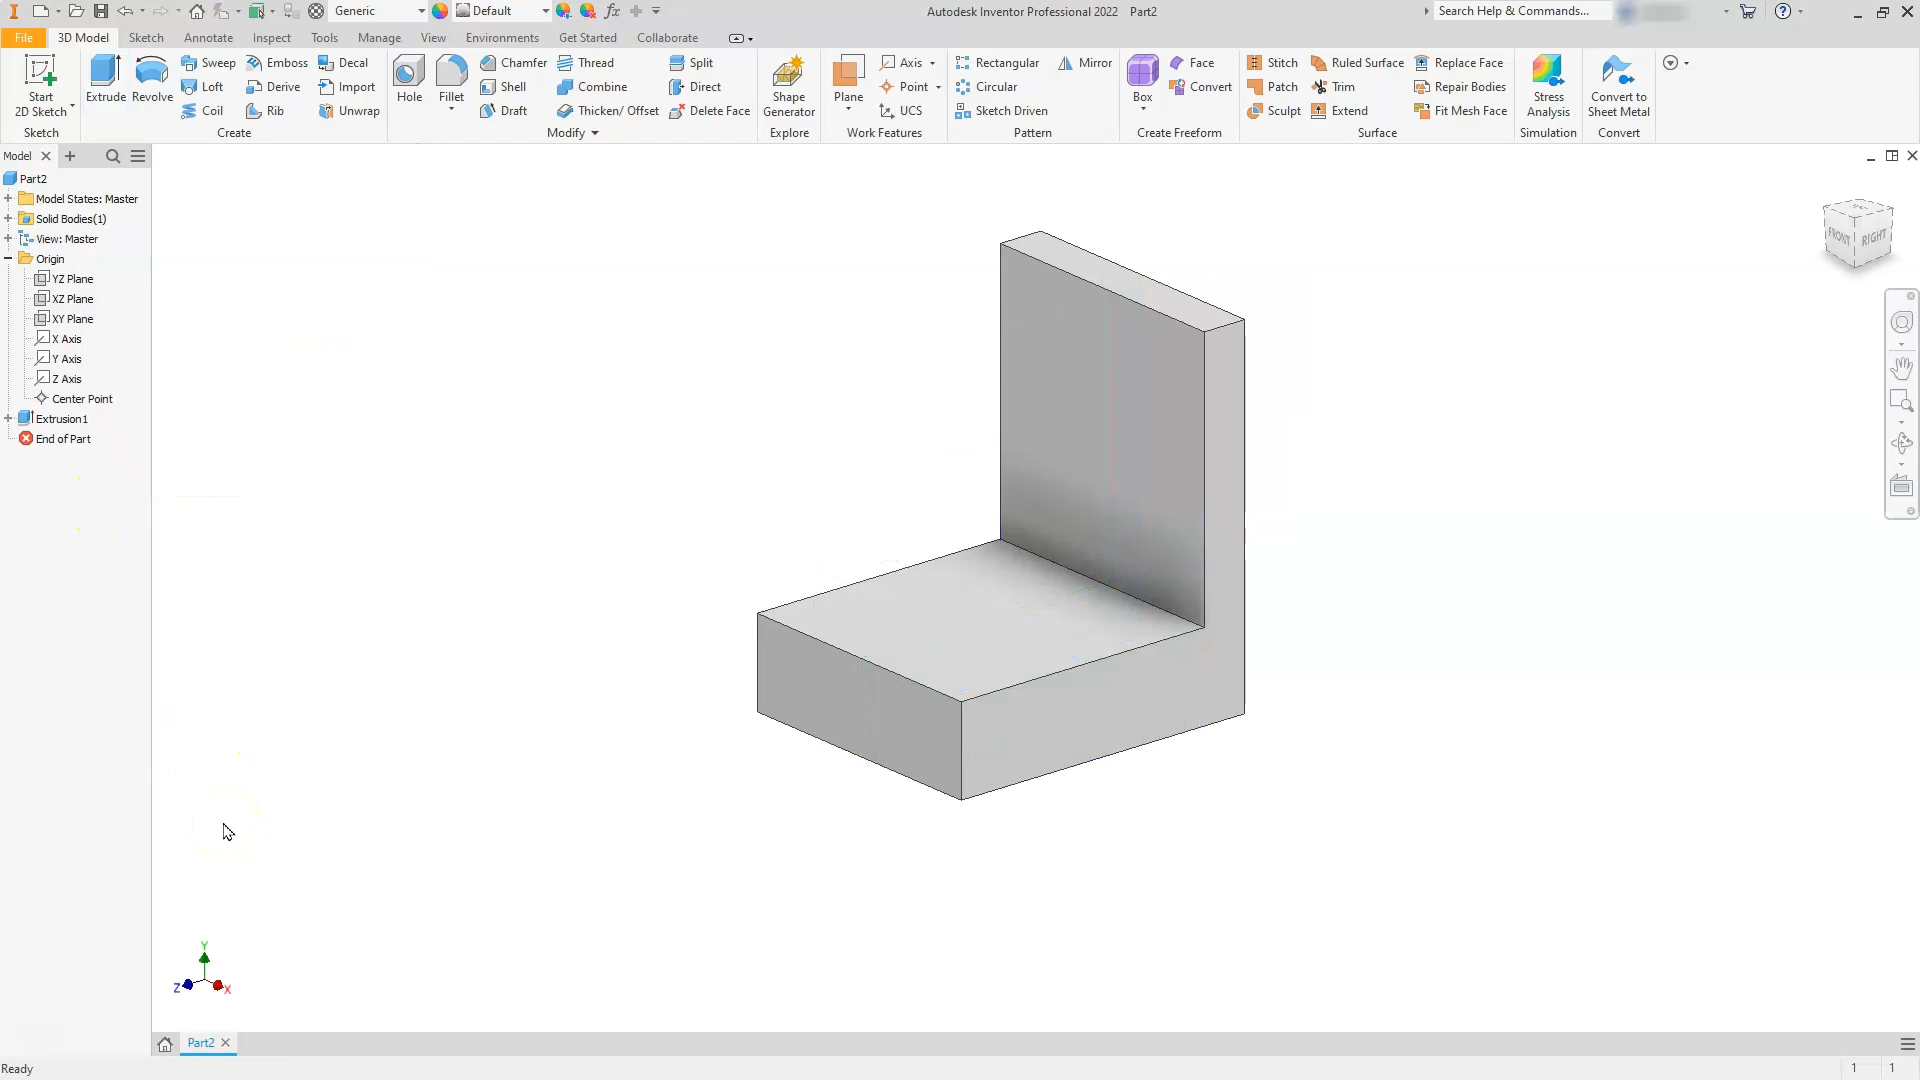 Generic
Default
fx
Autodesk Inventor Professional 2022 Part2
Search Help & Commands...
File 3D Model Sketch Annotate Inspect Tools Manage View Environments Get Started Collaborate
Start
2D Sketch
Extrude
Revolve
Sweep
Loft
Coil
Emboss
Derive
Rib
Decal
Import
Unwrap
Hole
Fillet
Chamfer
Shell
Draft
Thread
Combine
Thicken/ Offset
Split
Direct
Delete Face
Shape
Generator
Plane
Axis
Point
UCS
Rectangular
Circular
Sketch Driven
Mirror
Box
Face
Convert
Stitch
Patch
Sculpt
Ruled Surface
Trim
Extend
Replace Face
Repair Bodies
Fit Mesh Face
Stress
Analysis
Convert to
Sheet Metal
Sketch Create Modify Explore Work Features Pattern Create Freeform Surface Simulation Convert
Model
Part2
Model States: Master
Solid Bodies(1)
View: Master
Origin
YZ Plane
XZ Plane
XY Plane
X Axis
Y Axis
Z Axis
Center Point
Extrusion1
End of Part
FRONT RIGHT
Y
Z X
Part2
Ready
1 1